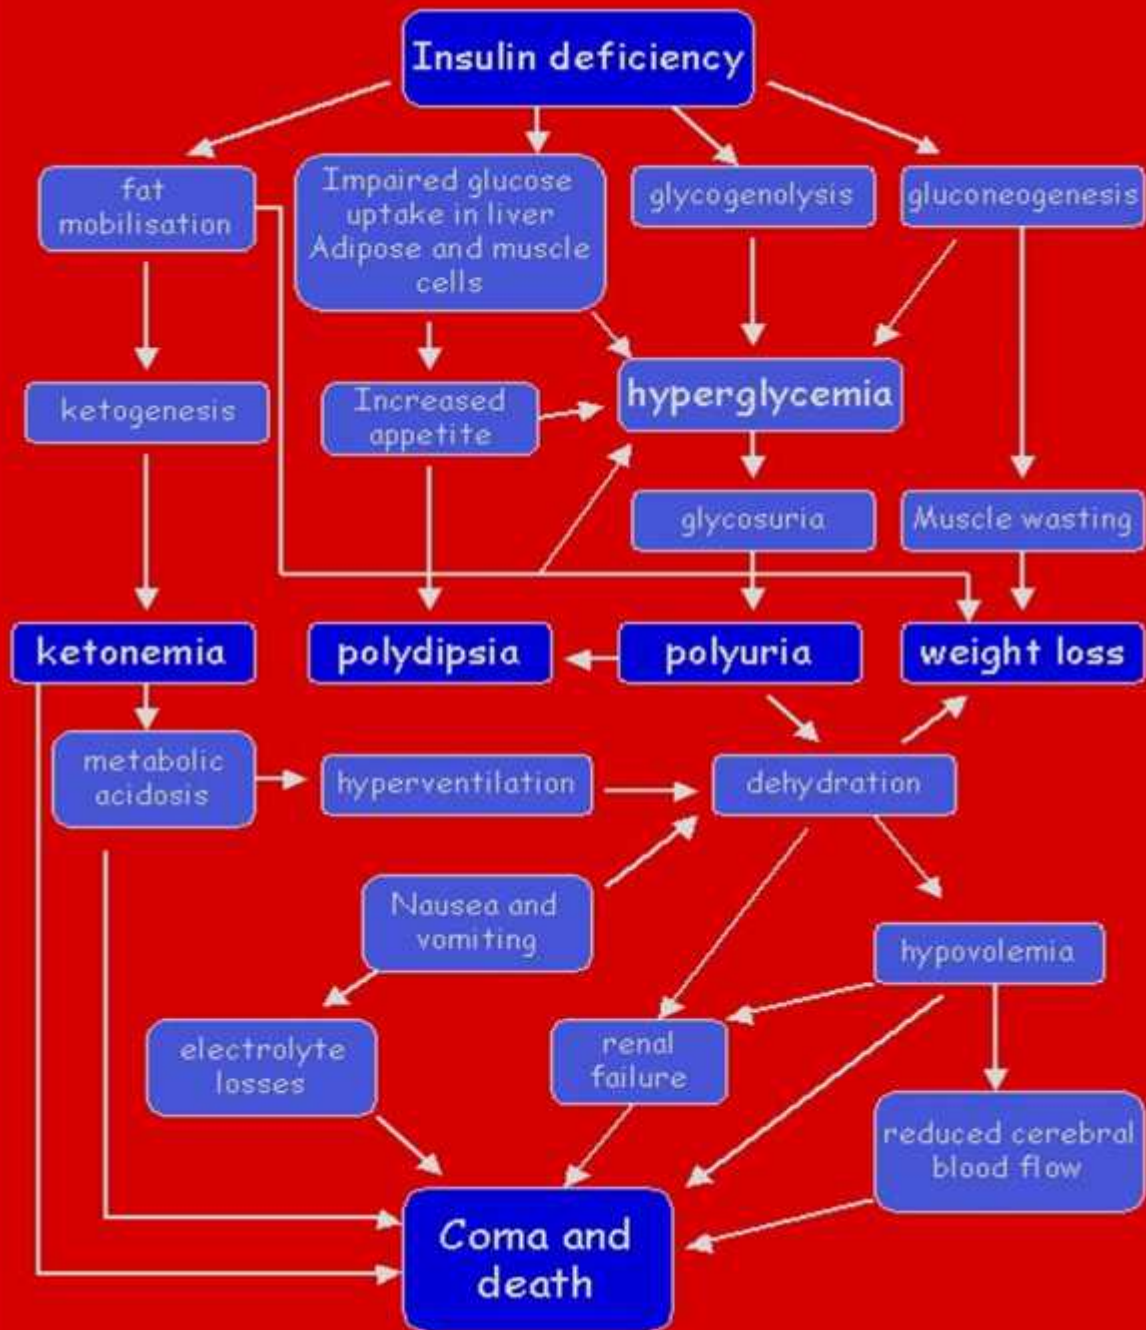 Insulin deficiency
fat
mobilisation
Impaired glucose
uptake in liver
Adipose and muscle
cells
glycogenolysis
gluconeogenesis
ketogenesis
Increased
appetite
hyperglycemia
glycosuria
Muscle wasting
ketonemia
polydipsia
polyuria
weight loss
metabolic
acidosis
hyperventilation
dehydration
Nausea and
vomiting
hypovolemia
electrolyte
losses
renal
failure
reduced cerebral
blood flow
Coma and
death